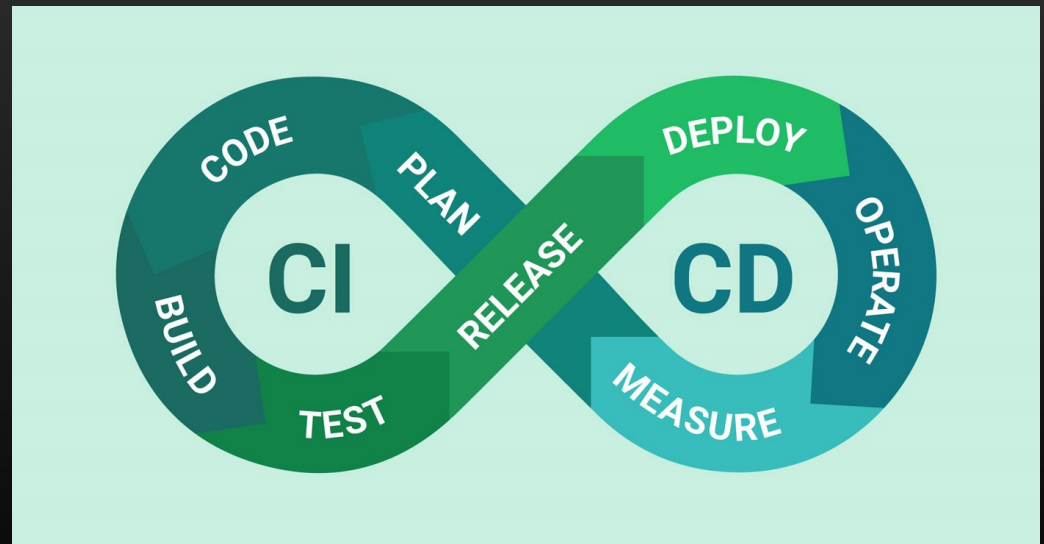 CODE
PLAN
CI
BUILD
TEST
RELEASE
DEPLOY
OPERATE
CD
MEASURE